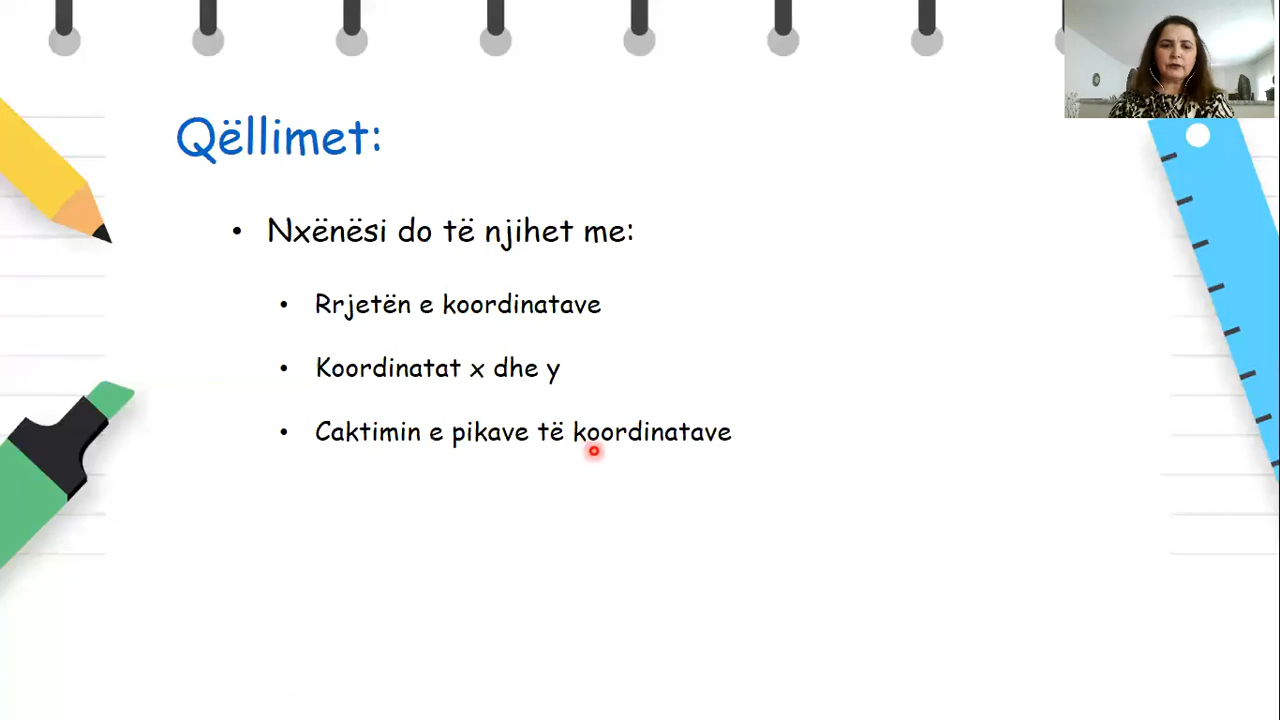 Qëllimet:
• Nxënësi do të njihet me:
• Rrjetën e koordinatave
• Koordinatat x dhe y
• Caktimin e pikave të koordinatave